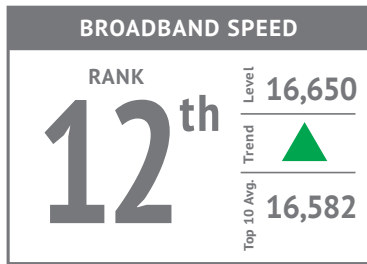 BROADBAND SPEED
RANK
12th
Level 16,650
Trend
Top 10 Avg. 16,582